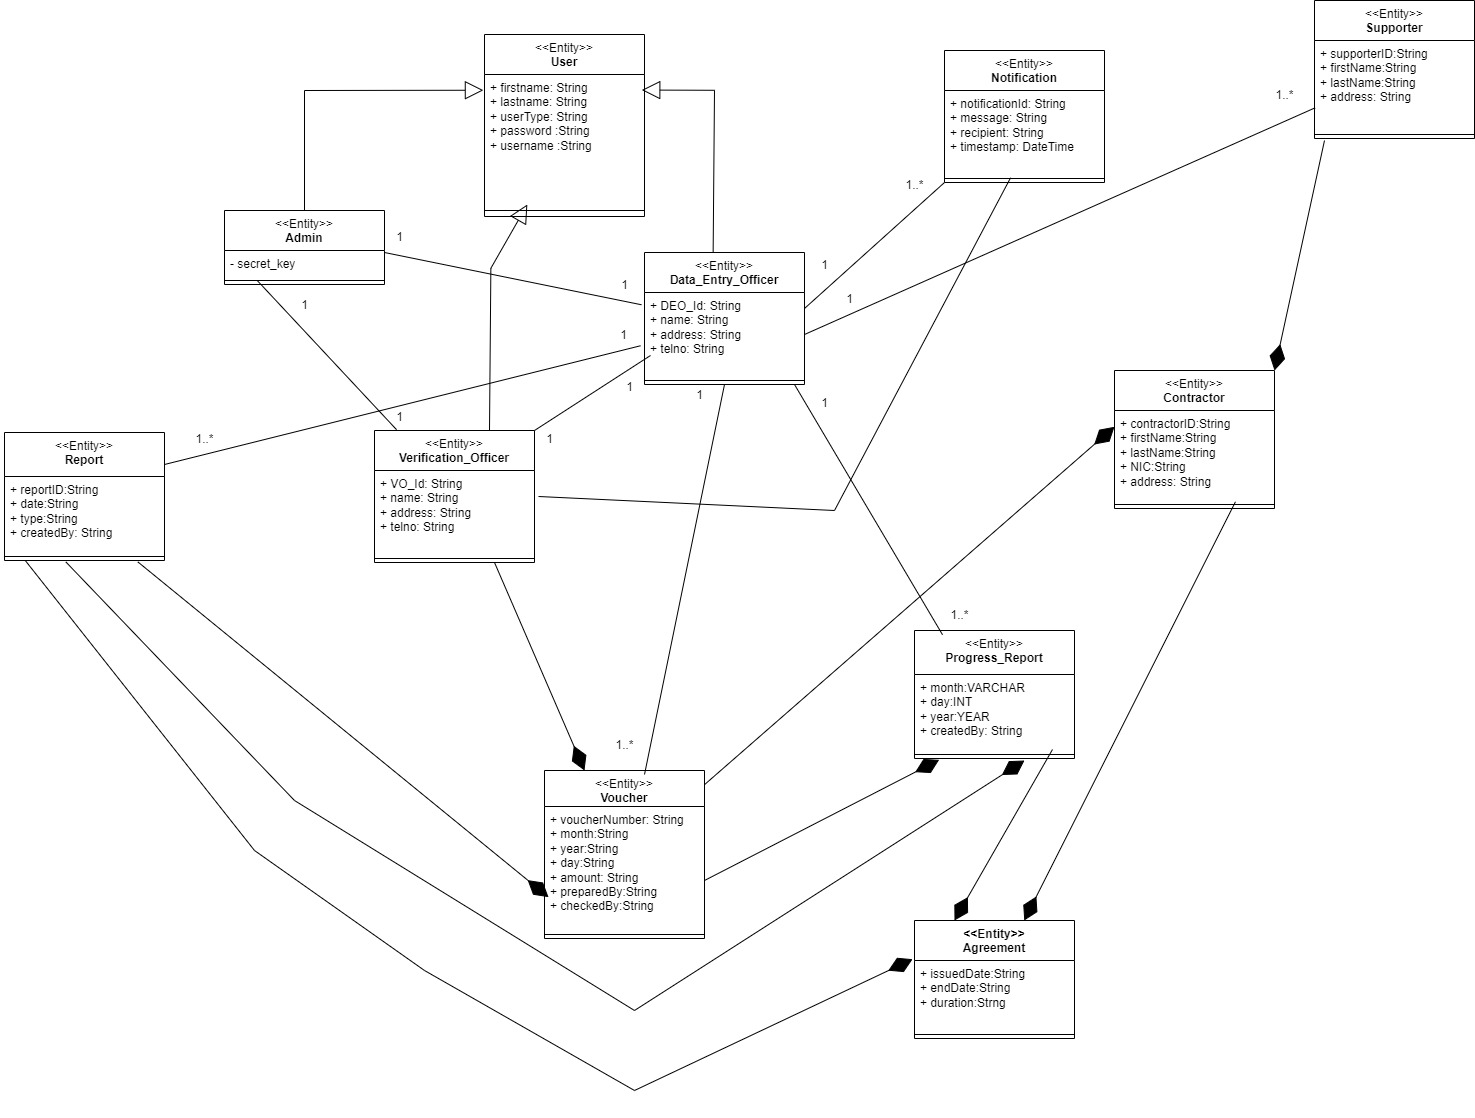 <<Entity>>
Supporter
+ supporterID:String
+ firstName:String
+ lastName:String
+ address: String
<<Entity>>
User
+ firstname: String
+ lastname: String
+ userType: String
+ password :String
+ username :String
<<Entity>>
Notification
+ notificationId: String
+ message: String
+ recipient: String
+ timestamp: DateTime
1..*
1..*
<<Entity>>
Admin
- secret_key
1
1
1
1
1
<<Entity>>
Data_Entry_Officer
+ DEO_Id: String
+ name: String
+ address: String
+ telno: String
1
1
1
1
1
<<Entity>>
Contractor
+ contractorID:String
+ firstName:String
+ lastName:String
+ NIC:String
+ address: String
1
1
1..*
<<Entity>>
Report
+ reportID:String
+ date:String
+ type:String
+ createdBy: String
<<Entity>>
Verification_Officer
+ VO_Id: String
+ name: String
+ address: String
+ telno: String
1..*
<<Entity>>
Progress_Report
+ month:VARCHAR
+ day:INT
+ year:YEAR
+ createdBy: String
1..*
<<Entity>>
Voucher
+ voucherNumber: String
+ month:String
+ year:String
+ day:String
+ amount: String
+ preparedBy:String
+ checkedBy:String
<<Entity>>
Agreement
+ issuedDate:String
+ endDate:String
+ duration:Strng